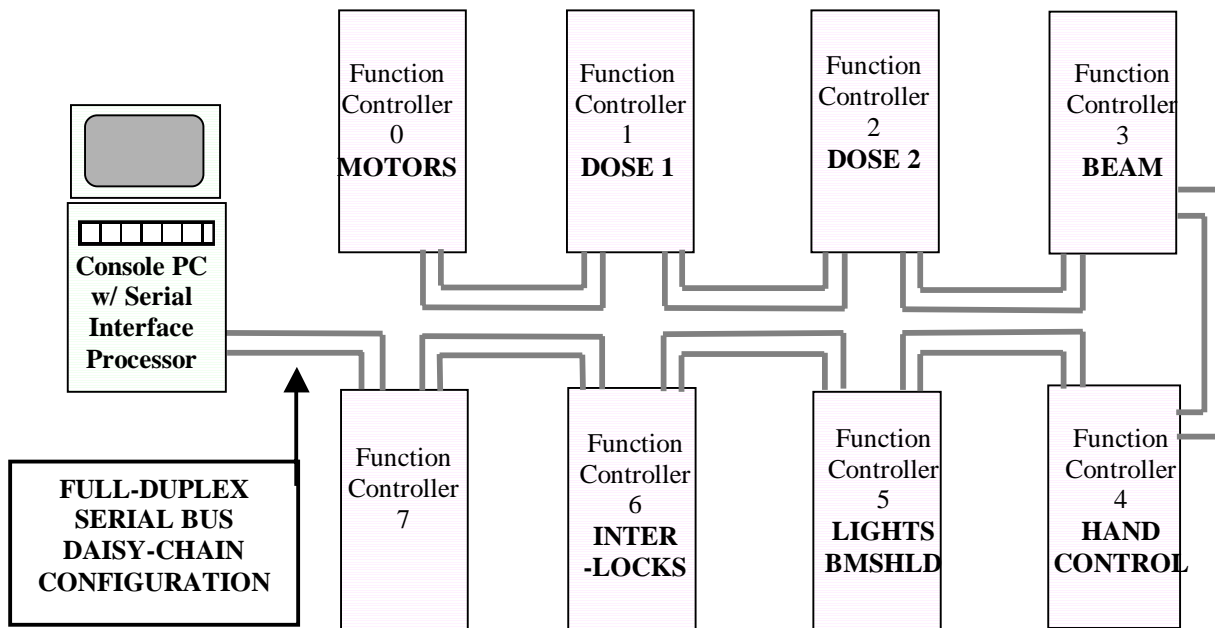 Function
Controller
0
MOTORS
Function
Controller
1
DOSE 1
Function
Controller
2
DOSE 2
Function
Controller
3
BEAM
Console PC
w/ Serial
Interface
Processor
FULL-DUPLEX
SERIAL BUS
DAISY-CHAIN
CONFIGURATION
Function
Controller
7
Function
Controller
6
INTER
-LOCKS
Function
Controller
5
LIGHTS
BMSHLD
Function
Controller
4
HAND
CONTROL